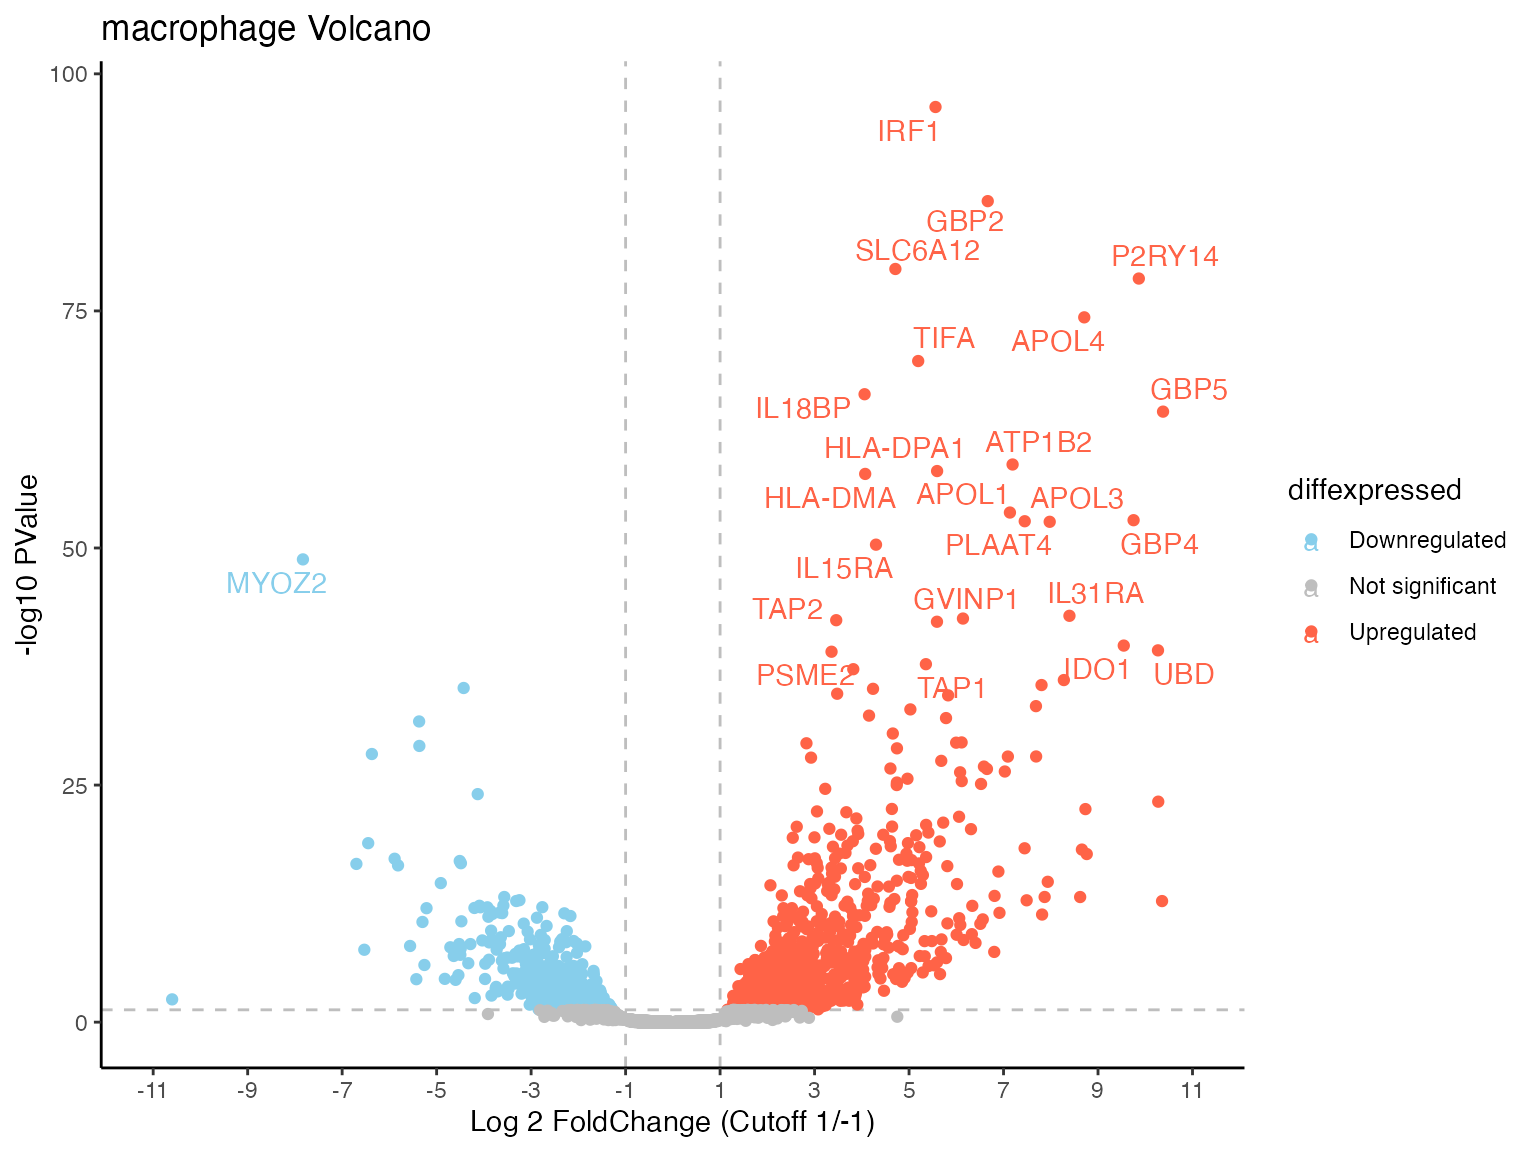 macrophage Volcano
100
75
50
25
0
-log10 PValue
IRF1
GBP2
SLC6A12
P2RY14
TIFA
APOL4
GBP5
IL18BP
HLA-DPA1
ATP1B2
HLA-DMA
APOL1
APOL3
PLAAT4
GBP4
IL15RA
MYOZ2
TAP2
GVINP1
IL31RA
PSME2
TAP1
IDO1
UBD
diffexpressed
a Downregulated
a Not significant
a Upregulated
-11 -9 -7 -5 -3 -1 1 3 5 7 9 11
Log 2 FoldChange (Cutoff 1/-1)